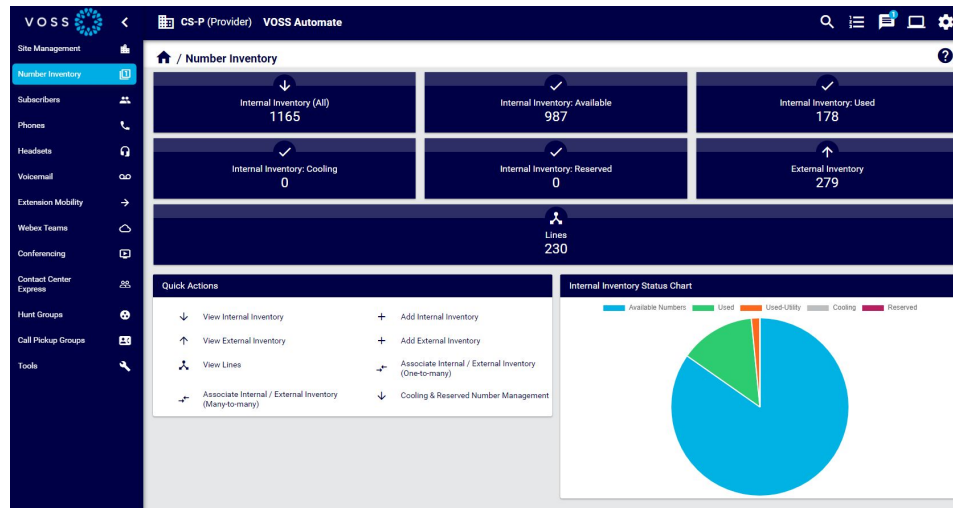 VOSS
CS-P (Provider) VOSS Automate
1
Site Management
Number Inventory
Subscribers
Phones
Headsets
Voicemail
Extension Mobility
Webex Teams
Conferencing
Contact Center
Express
Hunt Groups
Call Pickup Groups
Tools
/ Number Inventory
Internal Inventory (All)
1165
Internal Inventory: Available
987
Internal Inventory: Used
178
Internal Inventory: Cooling
0
Internal Inventory: Reserved
0
External Inventory
279
Lines
230
Quick Actions
View Internal Inventory
Add Internal Inventory
View External Inventory
Add External Inventory
View Lines
Associate Internal / External Inventory
(One-to-many)
Associate Internal / External Inventory
(Many-to-many)
Cooling & Reserved Number Management
Internal Inventory Status Chart
Available Numbers Used Used-Utility Cooling Reserved